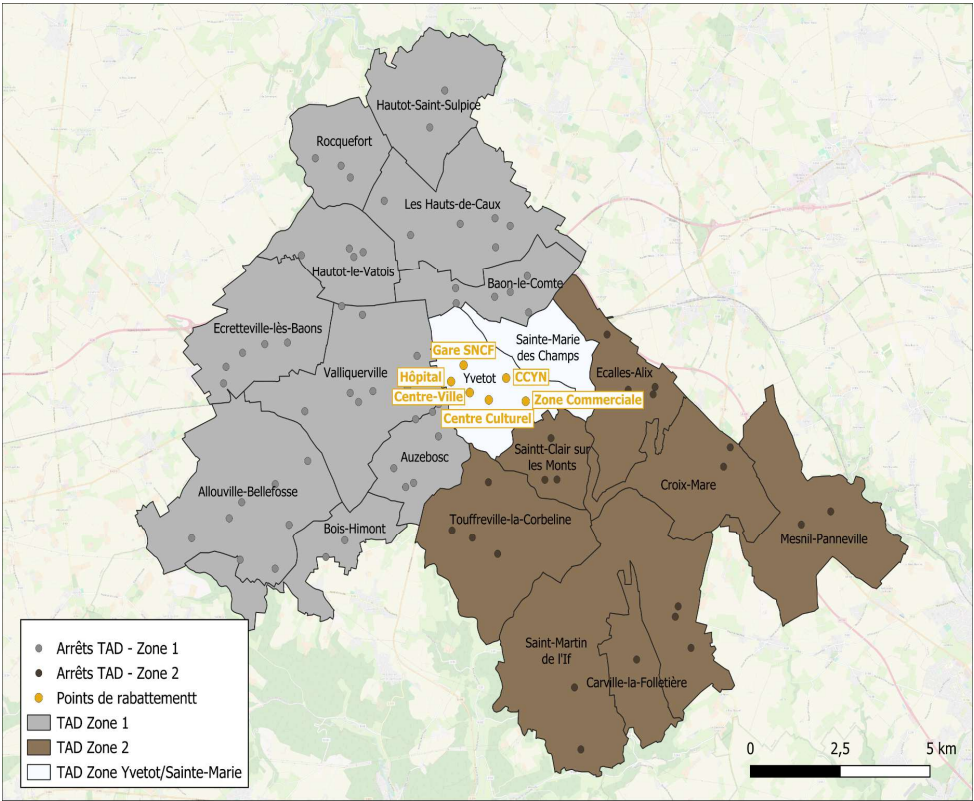 Hautot-Saint-Sulpice
Rocquefort
Les Hauts-de-Caux
Hautot-le-Vatois
Baon-le-Comte
Ecretteville-lès-Baons
Sainte-Marie
des Champs
Gare SNCF
Valliquerville
Hôpital
Yvetot
CCYN
Ecalles-Alix
Centre-Ville
Zone Commerciale
Centre Culturel
Auzebosc
Saintt-Clair sur
les Monts
Allouville-Bellefosse
Croix-Mare
Bois-Himont
Touffreville-la-Corbeline
Mesnil-Panneville
Saint-Martin
de l'If
Carville-la-Folletière
Arrêts TAD - Zone 1
Arrêts TAD - Zone 2
Points de rabattementt
TAD Zone 1
TAD Zone 2
TAD Zone Yvetot/Sainte-Marie
0 2,5 5 km